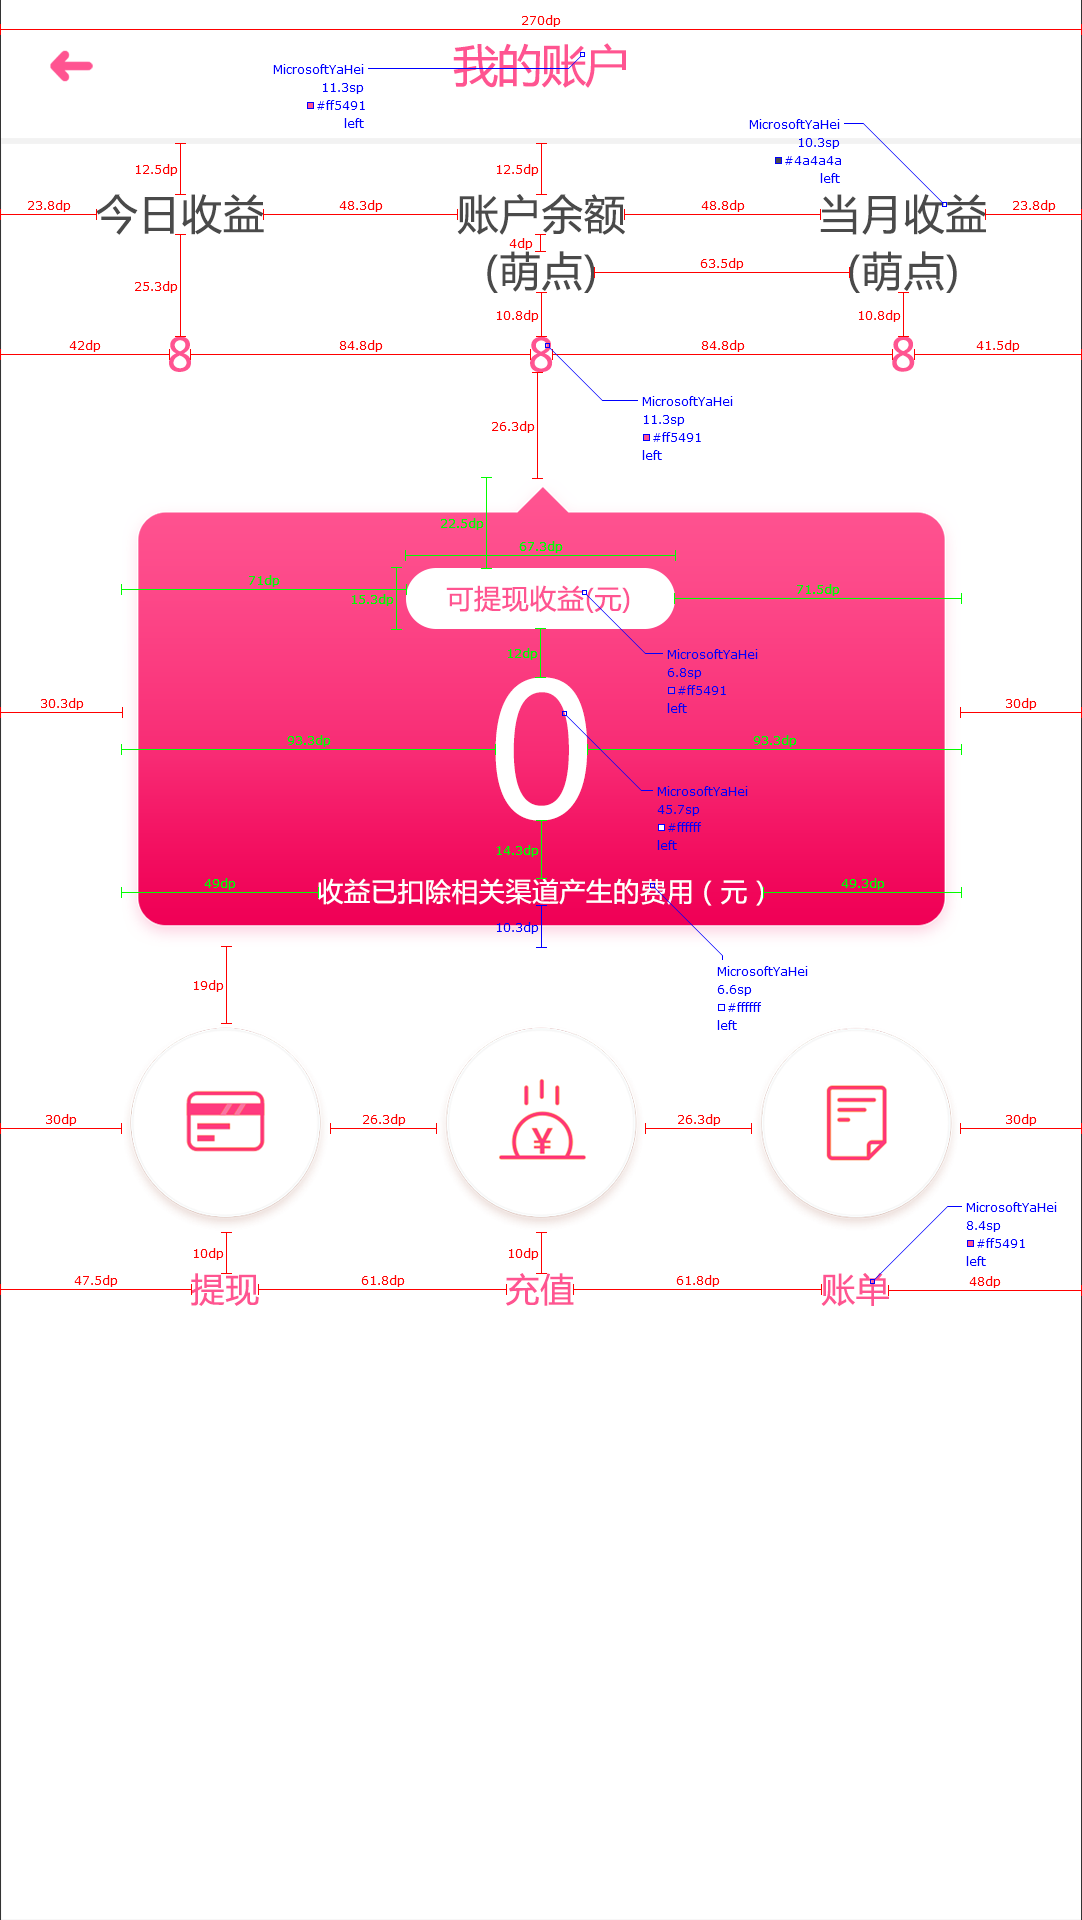 270dp
我的账户
MicrosoftYaHei
11.3sp
#ff5491
left
MicrosoftYaHei
10.3sp
#4a4a4a
left
12.5dp
12.5dp
23.8dp
今日收益
48.3dp
账户余额
48.8dp
当月收益
23.8dp
4dp
(萌点)
63.5dp
(萌点)
25.3dp
10.8dp
10.8dp
42dp
8
84.8dp
8
84.8dp
8
41.5dp
MicrosoftYaHei
11.3sp
#ff5491
left
26.3dp
22.5dp
67.3dp
71dp
15.3dp
可提现收益(元)
71.5dp
12dp
MicrosoftYaHei
6.8sp
#ff5491
left
30.3dp
30dp
0
93.3dp
93.3dp
MicrosoftYaHei
45.7sp
#ffffff
left
14.3dp
49dp
收益已扣除相关渠道产生的费用（元）
49.3dp
10.3dp
MicrosoftYaHei
6.6sp
#ffffff
left
19dp
30dp
26.3dp
¥
26.3dp
30dp
MicrosoftYaHei
8.4sp
#ff5491
left
10dp
10dp
47.5dp
提现
61.8dp
充值
61.8dp
账单
48dp